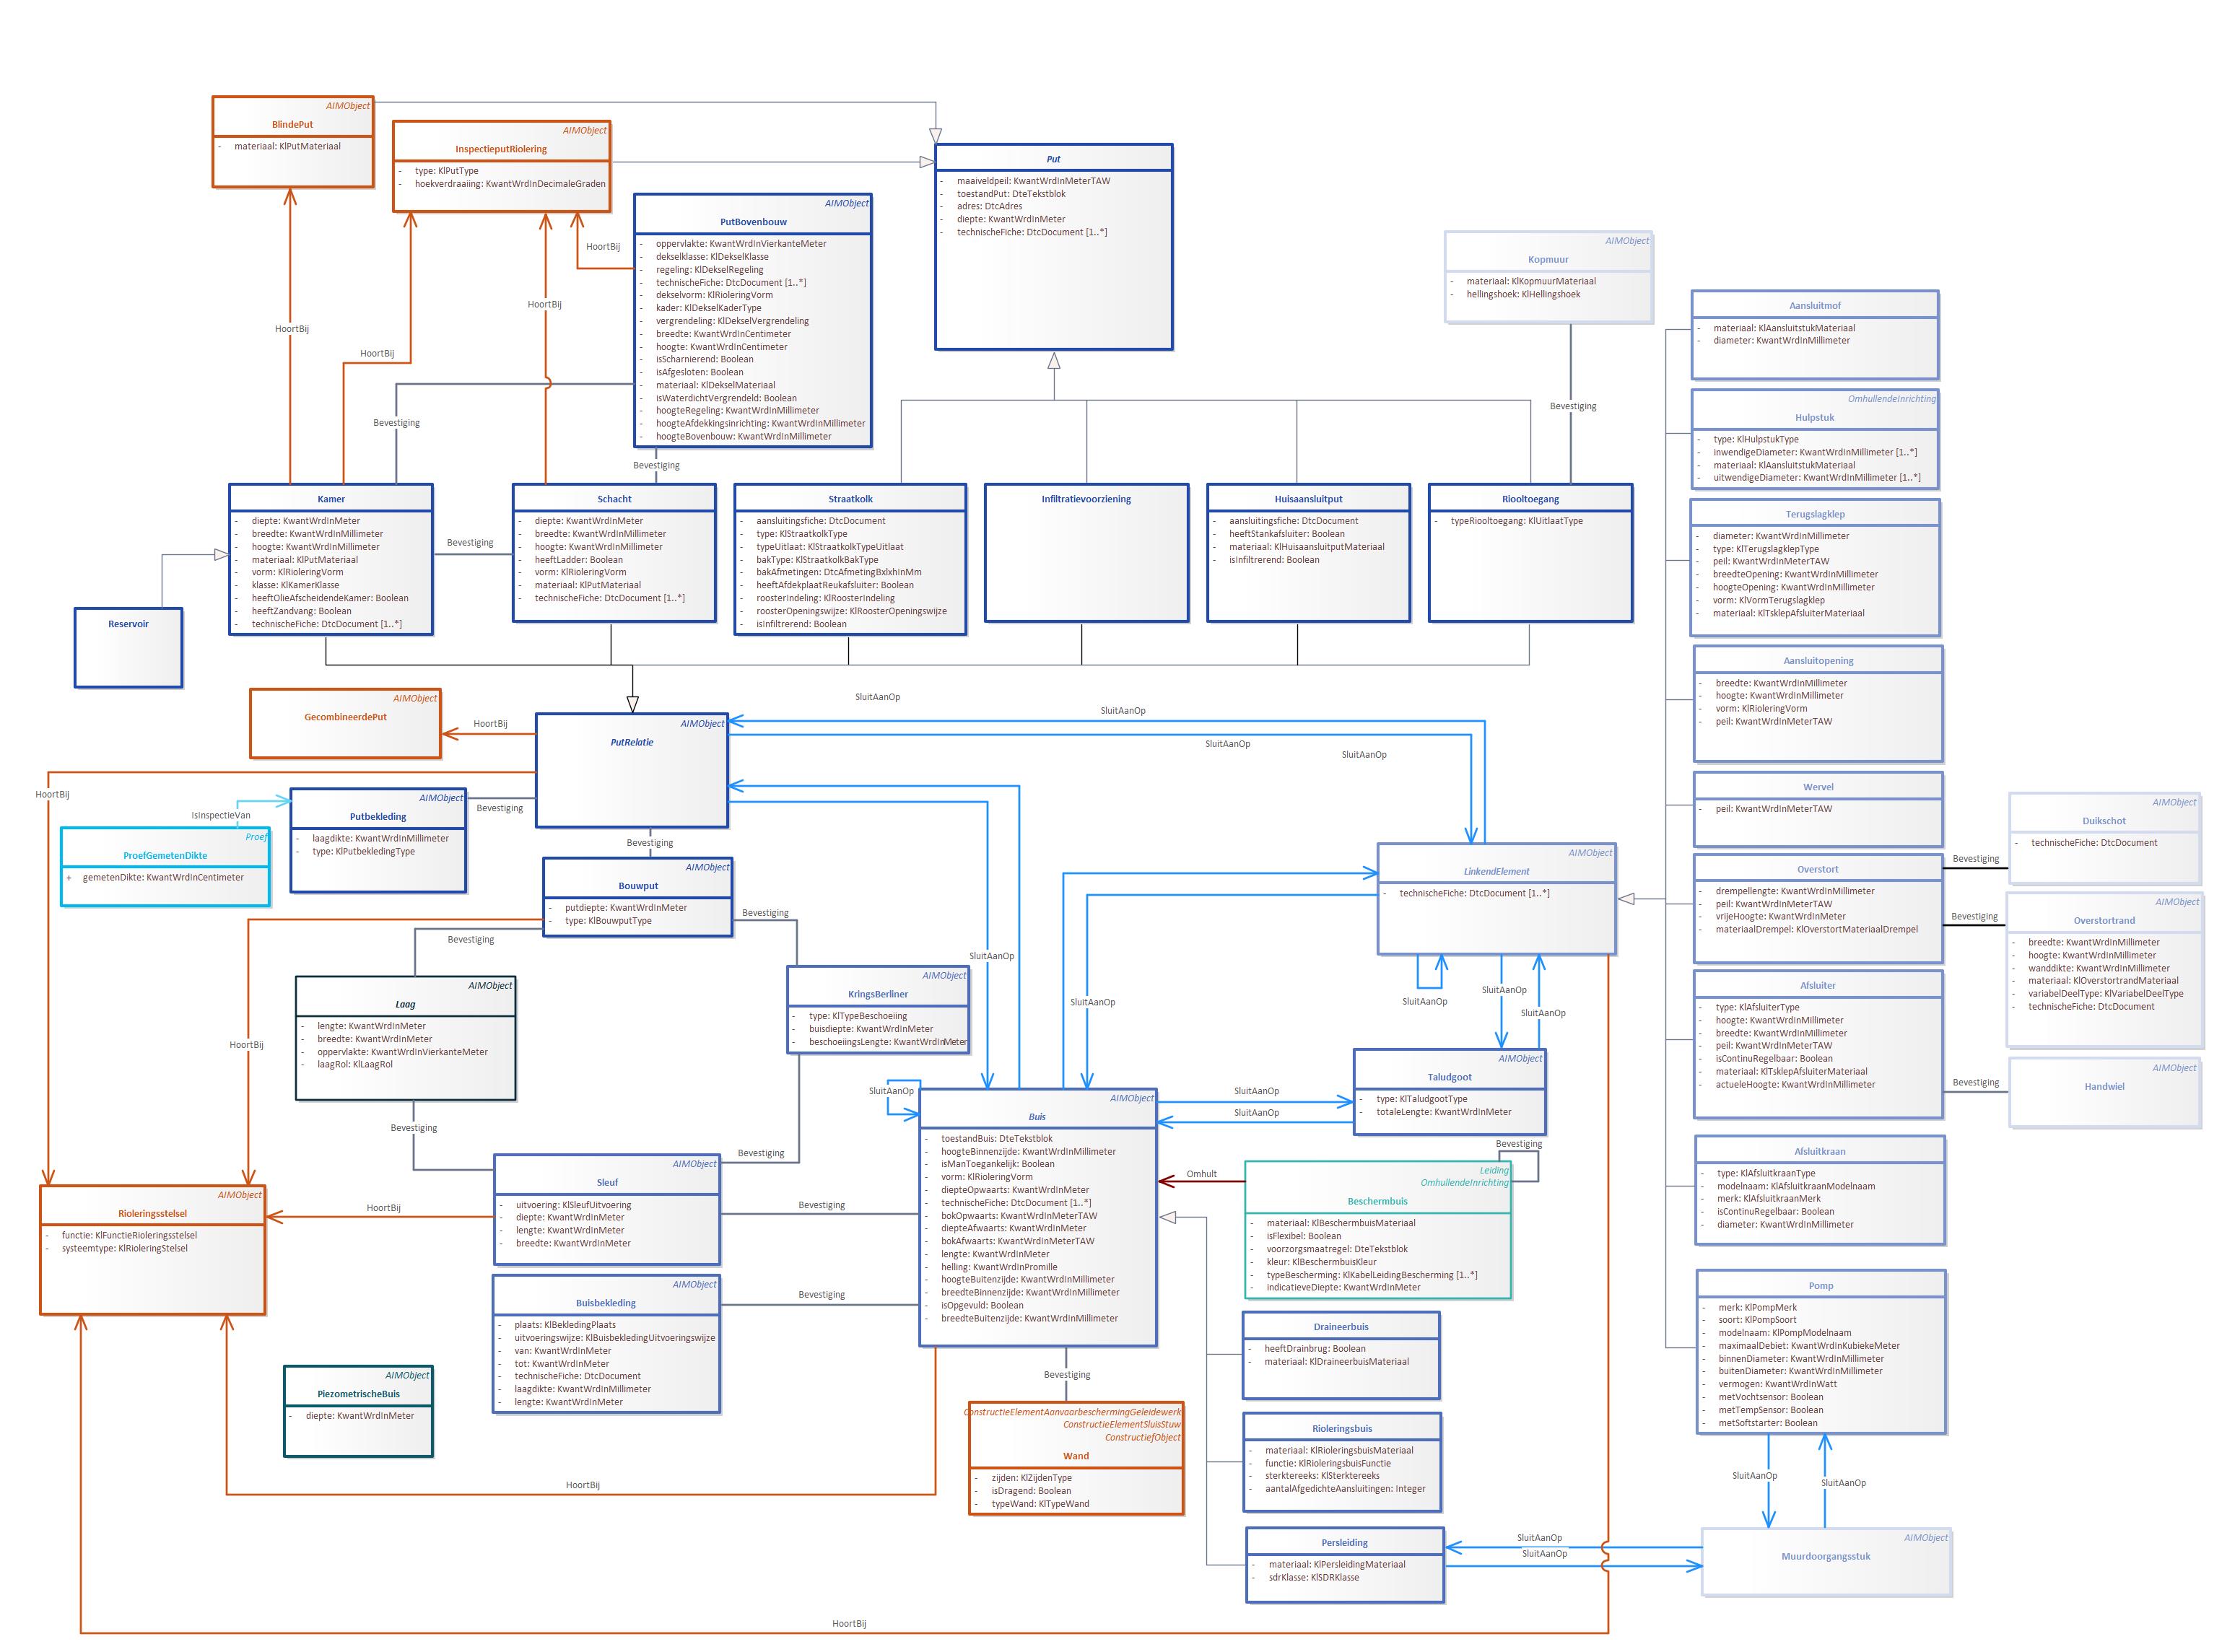 AIMObject
BlindePut
- materiaal: KlPutMateriaal
AIMObject
InspectieputRiolering
- type: KlPutType
- hoekverdraaiing: KwantWrdInDecimaleGraden
Put
- maaiveldpeil: KwantWrdInMeterTAW
- toestandPut: DteTekstblok
- adres: DtcAdres
- diepte: KwantWrdInMeter
- technischeFiche: DtcDocument [1..*]
AIMObject
PutBovenbouw
- oppervlakte: KwantWrdInVierkanteMeter
- dekselklasse: KlDekselKlasse
- regeling: KlDekselRegeling
- technischeFiche: DtcDocument [1..*]
- dekselvorm: KlRioleringVorm
- kader: KlDekselKaderType
- vergrendeling: KlDekselVergrendeling
- breedte: KwantWrdInCentimeter
- hoogte: KwantWrdInCentimeter
- isScharnierend: Boolean
- isAfgesloten: Boolean
- materiaal: KlDekselMateriaal
- isWaterdichtVergrendeld: Boolean
- hoogteRegeling: KwantWrdInMillimeter
- hoogteAfdekkingsinrichting: KwantWrdInMillimeter
- hoogteBovenbouw: KwantWrdInMillimeter
HoortBij
HoortBij
HoortBij
HoortBij
Bevestiging
Bevestiging
AIMObject
Kopmuur
- materiaal: KlKopmuurMateriaal
- hellingshoek: KlHellingshoek
Bevestiging
Aansluitmof
- materiaal: KlAansluitstukMateriaal
- diameter: KwantWrdInMillimeter
OmhullendeInrichting
Hulpstuk
- type: KlHulpstukType
- inwendigeDiameter: KwantWrdInMillimeter [1..*]
- materiaal: KlAansluitstukMateriaal
- uitwendigeDiameter: KwantWrdInMillimeter [1..*]
Kamer
- diepte: KwantWrdInMeter
- breedte: KwantWrdInMillimeter
- hoogte: KwantWrdInMillimeter
- materiaal: KlPutMateriaal
- vorm: KlRioleringVorm
- klasse: KlKamerKlasse
- heeftOlieAfscheidendeKamer: Boolean
- heeftZandvang: Boolean
- technischeFiche: DtcDocument [1..*]
Bevestiging
Schacht
- diepte: KwantWrdInMeter
- breedte: KwantWrdInMillimeter
- hoogte: KwantWrdInMillimeter
- heeftLadder: Boolean
- vorm: KlRioleringVorm
- materiaal: KlPutMateriaal
- technischeFiche: DtcDocument [1..*]
Straatkolk
- aansluitingsfiche: DtcDocument
- type: KlStraatkolkType
- typeUitlaat: KlStraatkolkTypeUitlaat
- bakType: KlStraatkolkBakType
- bakAfmetingen: DtcAfmetingBxlxhInMm
- heeftAfdekplaatReukafsluiter: Boolean
- roosterIndeling: KlRoosterIndeling
- roosterOpeningswijze: KlRoosterOpeningswijze
- isInfiltrerend: Boolean
Infiltratievoorziening
Huisaansluitput
- aansluitingsfiche: DtcDocument
- heeftStankafsluiter: Boolean
- materiaal: KlHuisaansluitputMateriaal
- isInfiltrerend: Boolean
Riooltoegang
- typeRiooltoegang: KlUitlaatType
Terugslagklep
- diameter: KwantWrdInMillimeter
- type: KlTerugslagklepType
- peil: KwantWrdInMeterTAW
- breedteOpening: KwantWrdInMillimeter
- hoogteOpening: KwantWrdInMillimeter
- vorm: KlVormTerugslagklep
- materiaal: KlTsklepAfsluiterMateriaal
Reservoir
Aansluitopening
- breedte: KwantWrdInMillimeter
- hoogte: KwantWrdInMillimeter
- vorm: KlRioleringVorm
- peil: KwantWrdInMeterTAW
AIMObject
GecombineerdePut
HoortBij
AIMObject
PutRelatie
SluitAanOp
SluitAanOp
SluitAanOp
SluitAanOp
HoortBij
Wervel
- peil: KwantWrdInMeterTAW
AIMObject
Duikschot
- technischeFiche: DtcDocument
IsInspectieVan
Proef
ProefGemetenDikte
+ gemetenDikte: KwantWrdInCentimeter
AIMObject
Putbekleding
- laagdikte: KwantWrdInMillimeter
- type: KlPutbekledingType
Bevestiging
Bevestiging
AIMObject
Bouwput
- putdiepte: KwantWrdInMeter
- type: KlBouwputType
Bevestiging
Bevestiging
AIMObject
LinkendElement
- technischeFiche: DtcDocument [1..*]
Overstort
- drempellengte: KwantWrdInMillimeter
- peil: KwantWrdInMeterTAW
- vrijeHoogte: KwantWrdInMeter
- materiaalDrempel: KlOverstortMateriaalDrempel
Bevestiging
Bevestiging
AIMObject
Overstortrand
- breedte: KwantWrdInMillimeter
- hoogte: KwantWrdInMillimeter
- wanddikte: KwantWrdInMillimeter
- materiaal: KlOverstortrandMateriaal
- variabelDeelType: KlVariabelDeelType
- technischeFiche: DtcDocument
AIMObject
Laag
- lengte: KwantWrdInMeter
- breedte: KwantWrdInMeter
- oppervlakte: KwantWrdInVierkanteMeter
- laagRol: KlLaagRol
HoortBij
Bevestiging
AIMObject
KringsBerliner
- type: KlTypeBeschoeiing
- buisdiepte: KwantWrdInMeter
- beschoeiingsLengte: KwantWrdInMeter
SluitAanOp
SluitAanOp
SluitAanOp
SluitAanOp
SluitAanOp
Afsluiter
- type: KlAfsluiterType
- hoogte: KwantWrdInMillimeter
- breedte: KwantWrdInMillimeter
- peil: KwantWrdInMeterTAW
- isContinuRegelbaar: Boolean
- materiaal: KlTsklepAfsluiterMateriaal
- actueleHoogte: KwantWrdInMillimeter
Bevestiging
AIMObject
Handwiel
AIMObject
Taludgoot
- type: KlTaludgootType
- totaleLengte: KwantWrdInMeter
SluitAanOp
SluitAanOp
SluitAanOp
AIMObject
Buis
- toestandBuis: DteTekstblok
- hoogteBinnenzijde: KwantWrdInMillimeter
- isManToegankelijk: Boolean
- vorm: KlRioleringVorm
- diepteOpwaarts: KwantWrdInMeter
- technischeFiche: DtcDocument [1..*]
- bokOpwaarts: KwantWrdInMeterTAW
- diepteAfwaarts: KwantWrdInMeter
- bokAfwaarts: KwantWrdInMeterTAW
- lengte: KwantWrdInMeter
- helling: KwantWrdInPromille
- hoogteBuitenzijde: KwantWrdInMillimeter
- breedteBinnenzijde: KwantWrdInMillimeter
- isOpgevuld: Boolean
- breedteBuitenzijde: KwantWrdInMillimeter
Bevestiging
Omhult
Leiding
OmhullendeInrichting
Beschermbuis
- materiaal: KlBeschermbuisMateriaal
- isFlexibel: Boolean
- voorzorgsmaatregel: DteTekstblok
- kleur: KlBeschermbuisKleur
- typeBescherming: KlKabelLeidingBescherming [1..*]
- indicatieveDiepte: KwantWrdInMeter
Afsluitkraan
- type: KlAfsluitkraanType
- modelnaam: KlAfsluitkraanModelnaam
- merk: KlAfsluitkraanMerk
- isContinuRegelbaar: Boolean
- diameter: KwantWrdInMillimeter
Bevestiging
AIMObject
Sleuf
- uitvoering: KlSleufUitvoering
- diepte: KwantWrdInMeter
- lengte: KwantWrdInMeter
- breedte: KwantWrdInMeter
Bevestiging
HoortBij
AIMObject
Rioleringsstelsel
- functie: KlFunctieRioleringsstelsel
- systeemtype: KlRioleringStelsel
AIMObject
Buisbekleding
- plaats: KlBekledingPlaats
- uitvoeringswijze: KlBuisbekledingUitvoeringswijze
- van: KwantWrdInMeter
- tot: KwantWrdInMeter
- technischeFiche: DtcDocument
- laagdikte: KwantWrdInMillimeter
- lengte: KwantWrdInMeter
Bevestiging
AIMObject
PiezometrischeBuis
- diepte: KwantWrdInMeter
Bevestiging
ConstructieElementAanvaarbeschermingGeleidewerk
ConstructieElementSluisStuw
ConstructiefObject
Wand
- zijden: KlZijdenType
- isDragend: Boolean
- typeWand: KlTypeWand
Draineerbuis
- heeftDrainbrug: Boolean
- materiaal: KlDraineerbuisMateriaal
Pomp
- merk: KlPompMerk
- soort: KlPompSoort
- modelnaam: KlPompModelnaam
- maximaalDebiet: KwantWrdInKubiekeMeter
- binnenDiameter: KwantWrdInMillimeter
- buitenDiameter: KwantWrdInMillimeter
- vermogen: KwantWrdInWatt
- metVochtsensor: Boolean
- metTempSensor: Boolean
- metSoftstarter: Boolean
Rioleringsbuis
- materiaal: KlRioleringsbuisMateriaal
- functie: KlRioleringsbuisFunctie
- sterktereeks: KlSterktereeks
- aantalAfgedichteAansluitingen: Integer
HoortBij
SluitAanOp
SluitAanOp
Persleiding
- materiaal: KlPersleidingMateriaal
- sdrKlasse: KlSDRKlasse
SluitAanOp
SluitAanOp
AIMObject
Muurdoorgangsstuk
HoortBij